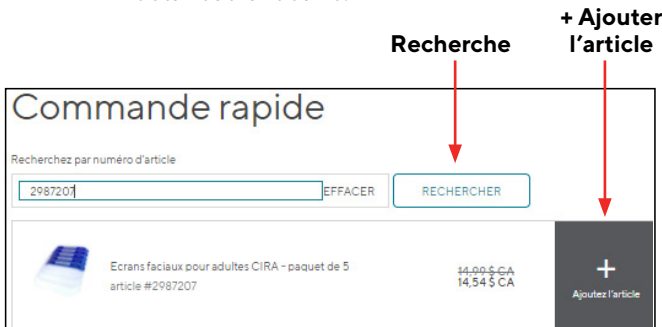 + Ajouter
Recherche l'article
Commande rapide
Recherchez par numéro d'article
2987207 EFFACER RECHERCHER
Ecrans faciaux pour adultes CIRA - paquet de 5
article #2987207
14,99 $ CA
14,54 $ CA
+
Ajoutez l'article